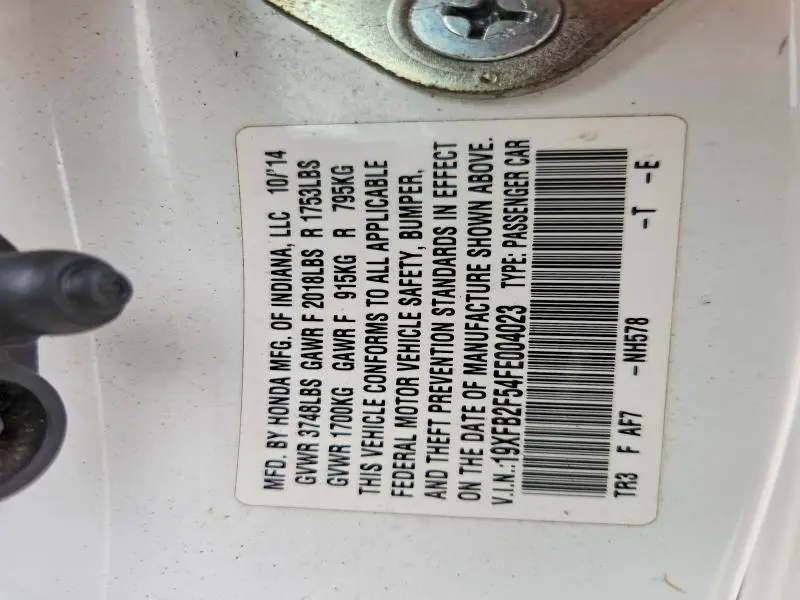 MFD. BY HONDA MFG. OF INDIANA, LLC 10/'14
GVWR 3748LBS GAWR F 2018LBS R 1753LBS
GVWR 1700KG GAWR F 915KG R 795KG
THIS VEHICLE CONFORMS TO ALL APPLICABLE
FEDERAL MOTOR VEHICLE SAFETY, BUMPER,
AND THEFT PREVENTION STANDARDS IN EFFECT
ON THE DATE OF MANUFACTURE SHOWN ABOVE.
V.I.N.:19XFB2F54FE004023 TYPE: PASSENGER CAR
TR3 F AF7 -NH578 -T -E